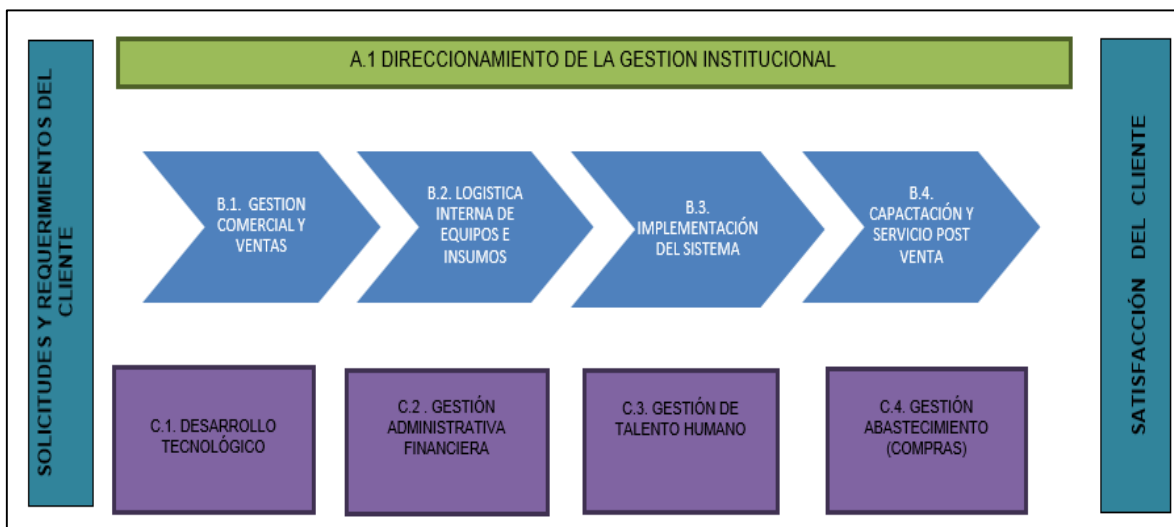 SOLICITUDES Y REQUERIMIENTOS DEL
CLIENTE
A.1 DIRECCIONAMIENTO DE LA GESTION INSTITUCIONAL
B.1. GESTION
COMERCIAL Y
VENTAS
B.2. LOGISTICA
INTERNA DE
EQUIPOS E
INSUMOS
B.3.
IMPLEMENTACIÓN
DEL SISTEMA
B.4.
CAPACTACIÓN Y
SERVICIO POST
VENTA
C.1. DESARROLLO
TECNOLÓGICO
C.2 . GESTIÓN
ADMINISTRATIVA
FINANCIERA
C.3. GESTIÓN DE
TALENTO HUMANO
C.4. GESTIÓN
ABASTECIMIENTO
(COMPRAS)
SATISFACCIÓN DEL CLIENTE